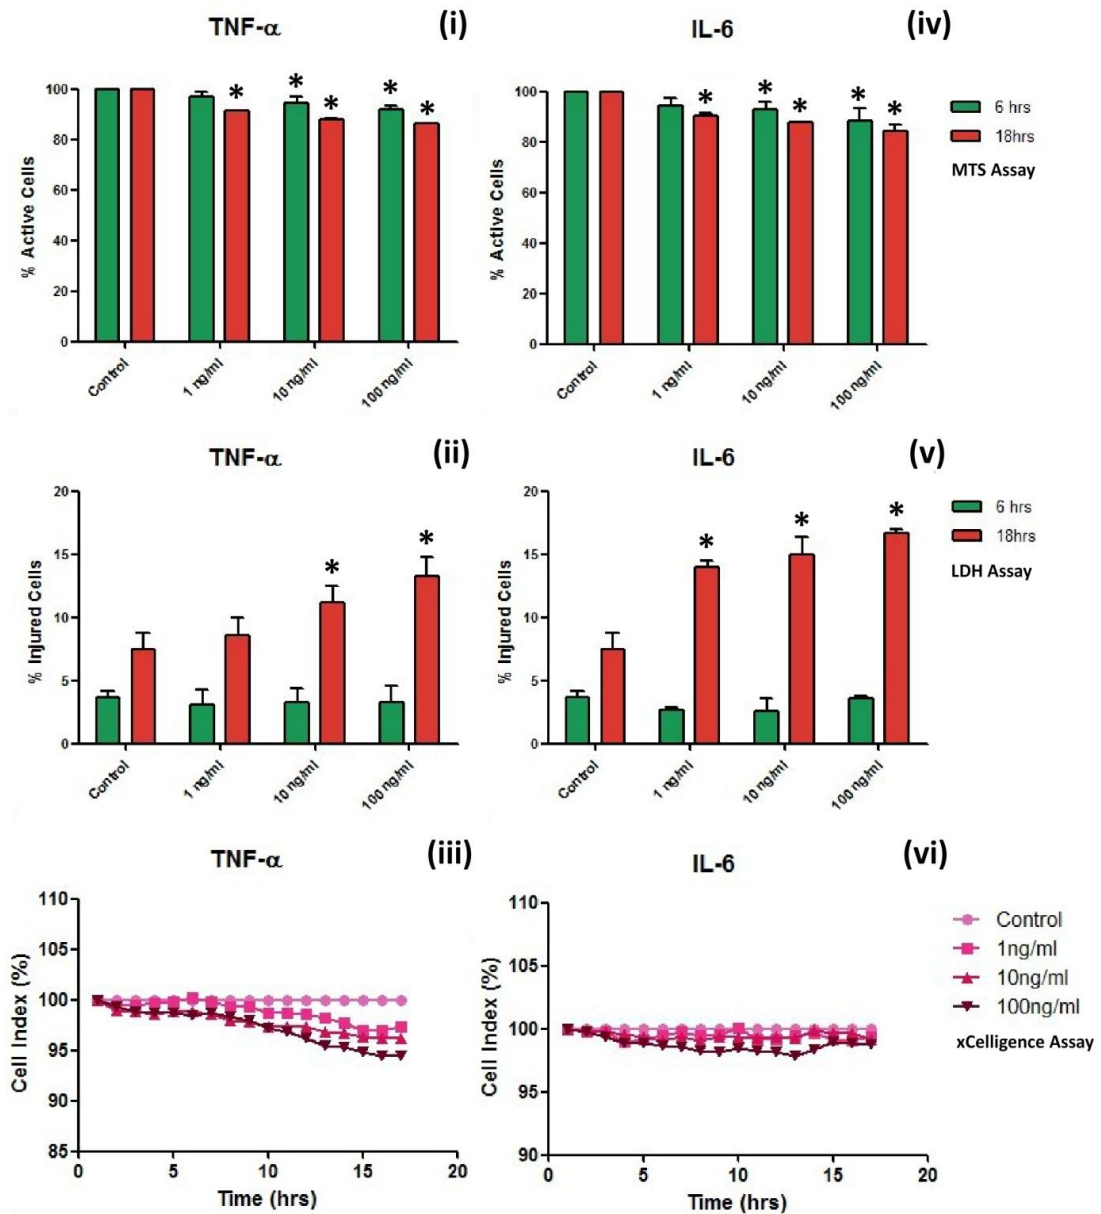 TNF-α (i)
IL-6 (iv)
* * * * *
* * * * *
% Active Cells
100
80
60
40
20
0
Control
1 ng/ml
10 ng/ml
100 ng/ml
% Active Cells
100
80
60
40
20
0
Control
1 ng/ml
10 ng/ml
100 ng/ml
6 hrs
18hrs
MTS Assay
TNF-α (ii)
IL-6 (v)
* *
* * *
% Injured Cells
20
15
10
5
0
Control
1 ng/ml
10 ng/ml
100 ng/ml
% Injured Cells
20
15
10
5
0
Control
1 ng/ml
10 ng/ml
100 ng/ml
6 hrs
18hrs
LDH Assay
TNF-α (iii)
IL-6 (vi)
Cell Index (%)
110
105
100
95
90
85
0 5 10 15 20
Time (hrs)
Cell Index (%)
110
105
100
95
90
0 5 10 15 20
Time (hrs)
Control
1ng/ml
10ng/ml
100ng/ml
xCelligence Assay